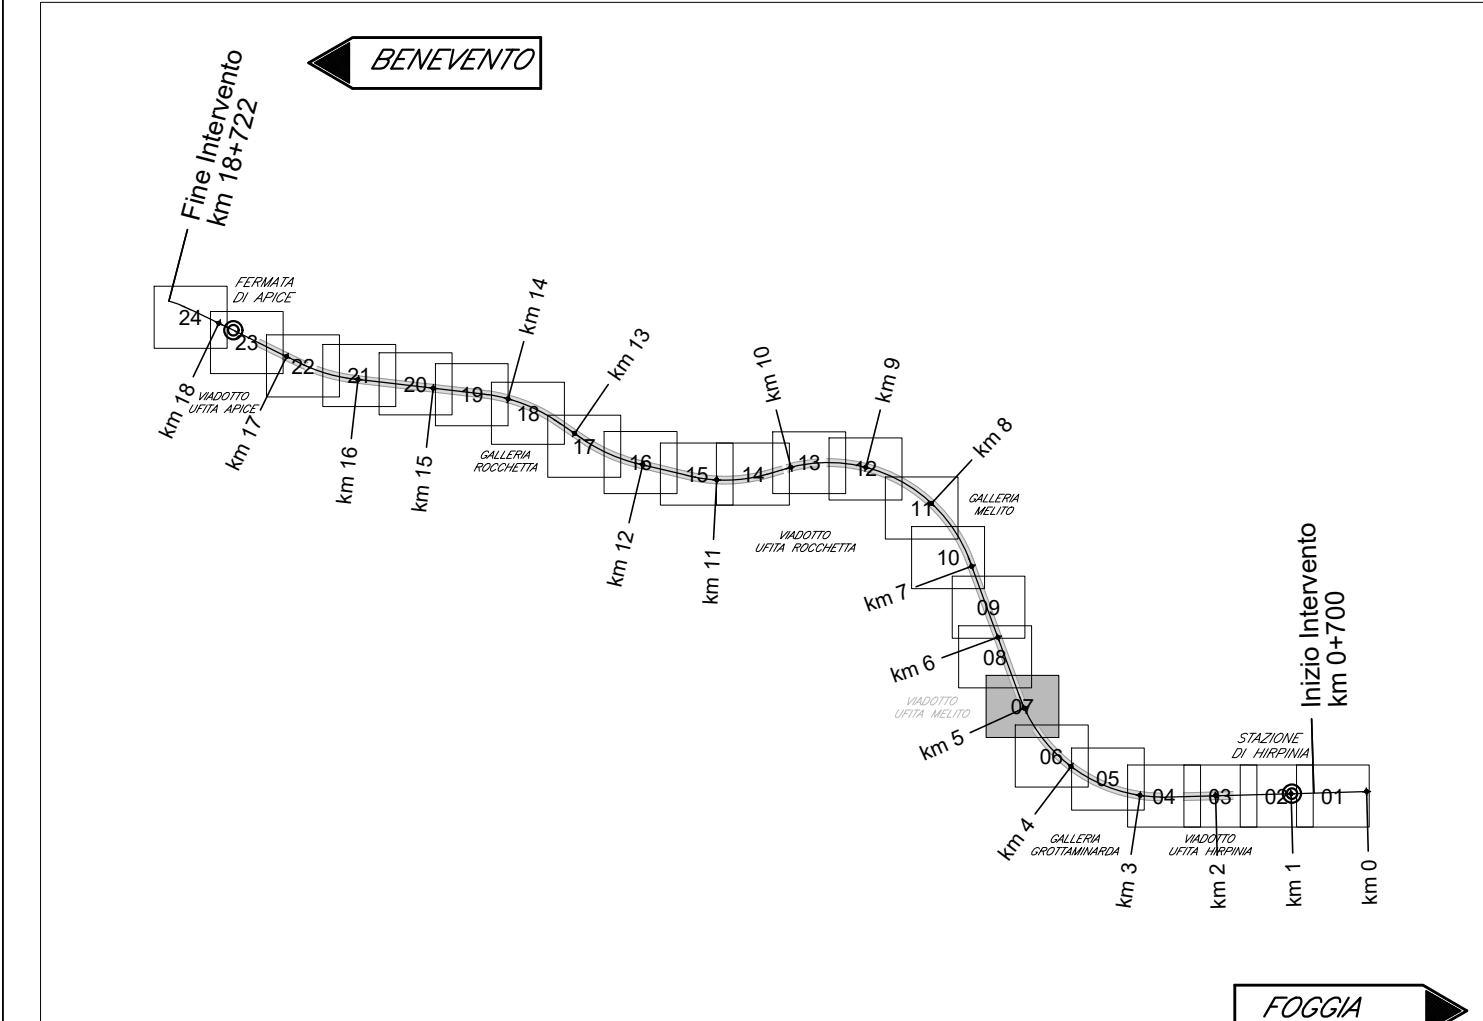 BENEVENTO
Fine Intervento
km 18+722
FERMATA
DI APICE
24
23
22
21
20
19
18
17
16
15
14
13
12
11
10
09
08
07
06
05
04
03
02
01
VIADOTTO
UFITA APICE
km 18
km 17
km 16
km 15
km 14
km 13
km 12
km 11
km 10
km 9
km 8
km 7
km 6
km 5
km 4
km 3
km 2
km 1
km 0
GALLERIA
ROCCHETTA
VIADOTTO
UFITA ROCCHETTA
GALLERIA
MELITO
VIADOTTO
UFITA MELITO
Inizio Intervento
km 0+700
STAZIONE
DI HIRPINIA
GALLERIA
GROTTAMINARDA
VIADOTTO
UFITA HIRPINIA
FOGGIA